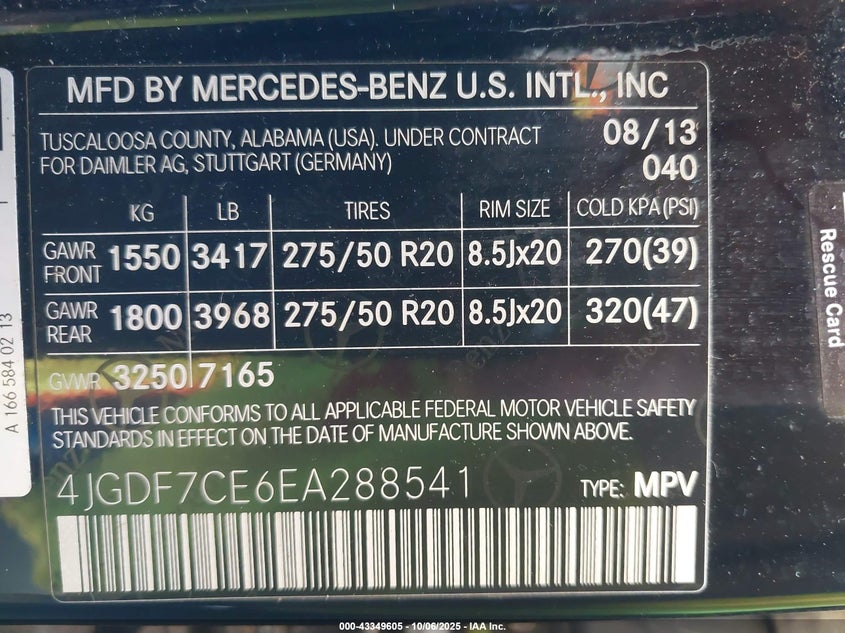 MFD BY MERCEDES-BENZ U.S. INTL., INC
TUSCALOOSA COUNTY, ALABAMA (USA). UNDER CONTRACT
FOR DAIMLER AG, STUTTGART (GERMANY)
08/13
040
KG LB TIRES RIM SIZE COLD KPA(PSI)
GAWR FRONT 1550 3417 275/50 R20 8.5Jx20 270(39)
GAWR REAR 1800 3968 275/50 R20 8.5Jx20 320(47)
GVWR 3250 7165
THIS VEHICLE CONFORMS TO ALL APPLICABLE FEDERAL MOTOR VEHICLE SAFETY
STANDARDS IN EFFECT ON THE DATE OF MANUFACTURE SHOWN ABOVE.
4JGDF7CE6EA288541 TYPE: MPV
A 166 584 02 13
Rescue Card
000-43349605 - 10/06/2025 - IAA Inc.